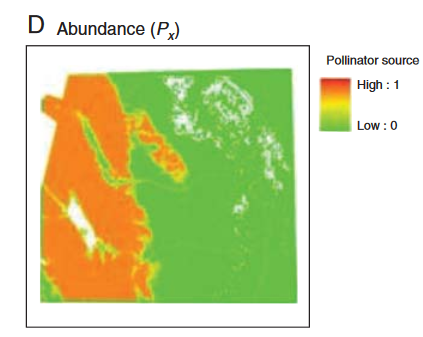 D Abundance (Pₓ)
Pollinator source
High : 1
Low : 0